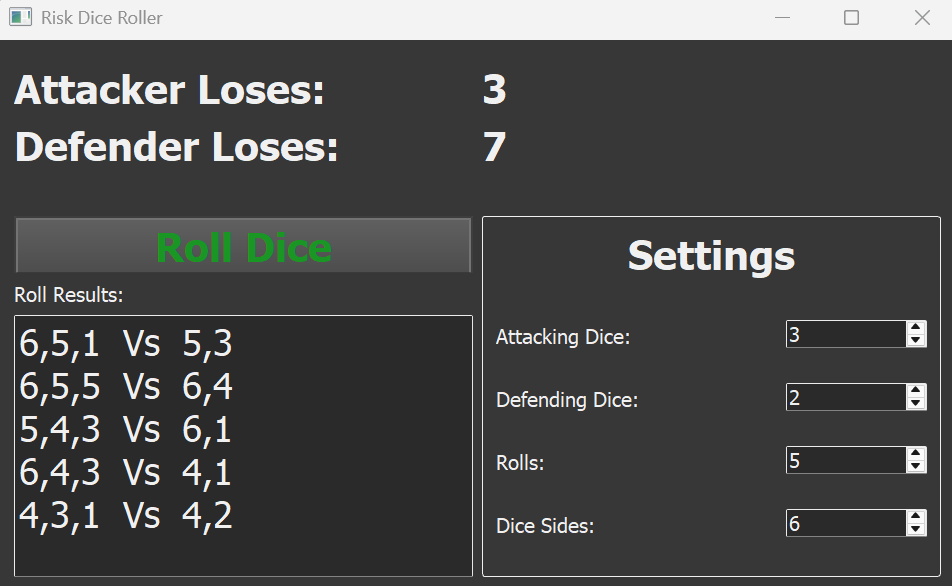 Risk Dice Roller
Attacker Loses: 3
Defender Loses: 7
Roll Dice
Roll Results:
6,5,1 Vs 5,3
6,5,5 Vs 6,4
5,4,3 Vs 6,1
6,4,3 Vs 4,1
4,3,1 Vs 4,2
Settings
Attacking Dice: 3
Defending Dice: 2
Rolls: 5
Dice Sides: 6